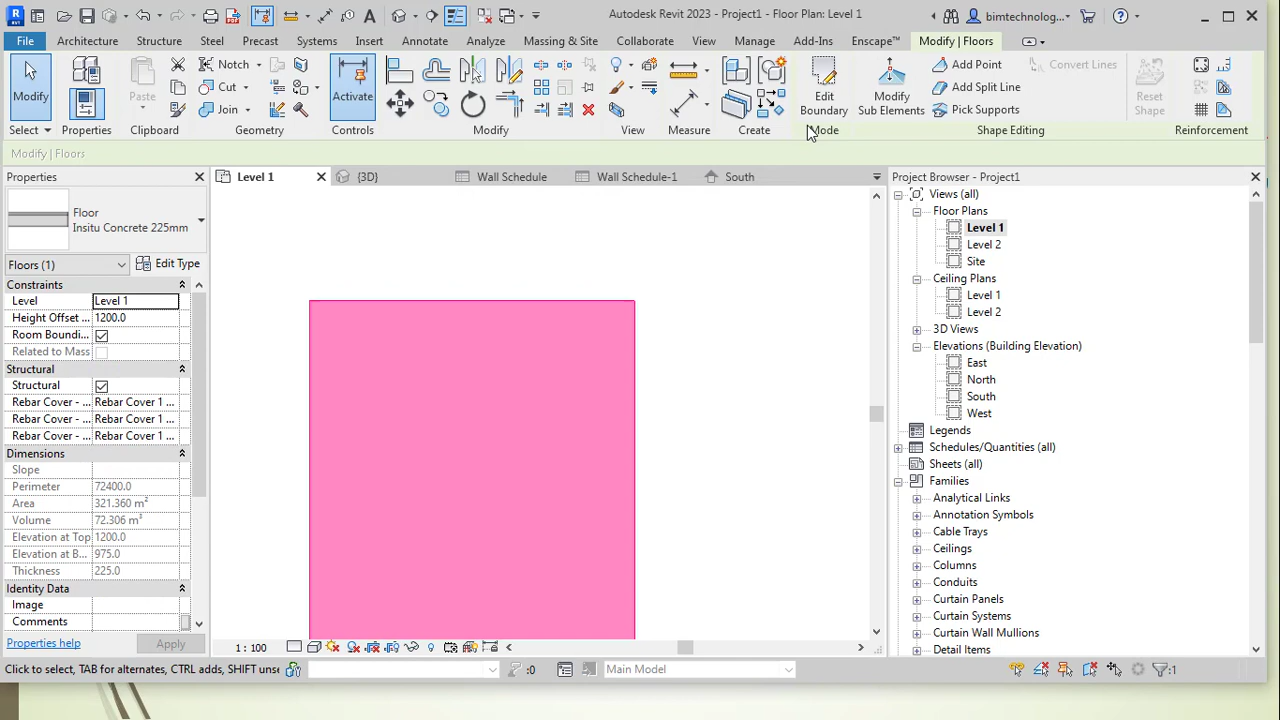 Autodesk Revit 2023 - Project1 - Floor Plan: Level 1
bimtechnolog...
File Architecture Structure Steel Precast Systems Insert Annotate Analyze Massing & Site Collaborate View Manage Add-Ins Enscape™ Modify | Floors
Modify
Paste
Notch
Cut
Join
Activate
Edit Boundary
Modify Sub Elements
Add Point
Add Split Line
Pick Supports
Convert Lines
Reset Shape
Select Properties Clipboard Geometry Controls Modify View Measure Create Mode Shape Editing Reinforcement
Modify | Floors
Properties
Level 1 {3D} Wall Schedule Wall Schedule-1 South
Project Browser - Project1
Floor
Insitu Concrete 225mm
Floors (1) Edit Type
Constraints
Level Level 1
Height Offset ... 1200.0
Room Boundi...
Related to Mass
Structural
Structural
Rebar Cover - ... Rebar Cover 1 ...
Rebar Cover - ... Rebar Cover 1 ...
Rebar Cover - ... Rebar Cover 1 ...
Dimensions
Slope
Perimeter 72400.0
Area 321.360 m²
Volume 72.306 m³
Elevation at Top 1200.0
Elevation at B... 975.0
Thickness 225.0
Identity Data
Image
Comments
Properties help Apply
Views (all)
Floor Plans
Level 1
Level 2
Site
Ceiling Plans
Level 1
Level 2
3D Views
Elevations (Building Elevation)
East
North
South
West
Legends
Schedules/Quantities (all)
Sheets (all)
Families
Analytical Links
Annotation Symbols
Cable Trays
Ceilings
Columns
Conduits
Curtain Panels
Curtain Systems
Curtain Wall Mullions
Detail Items
1 : 100
Click to select, TAB for alternates, CTRL adds, SHIFT unse
:0
Main Model
:1